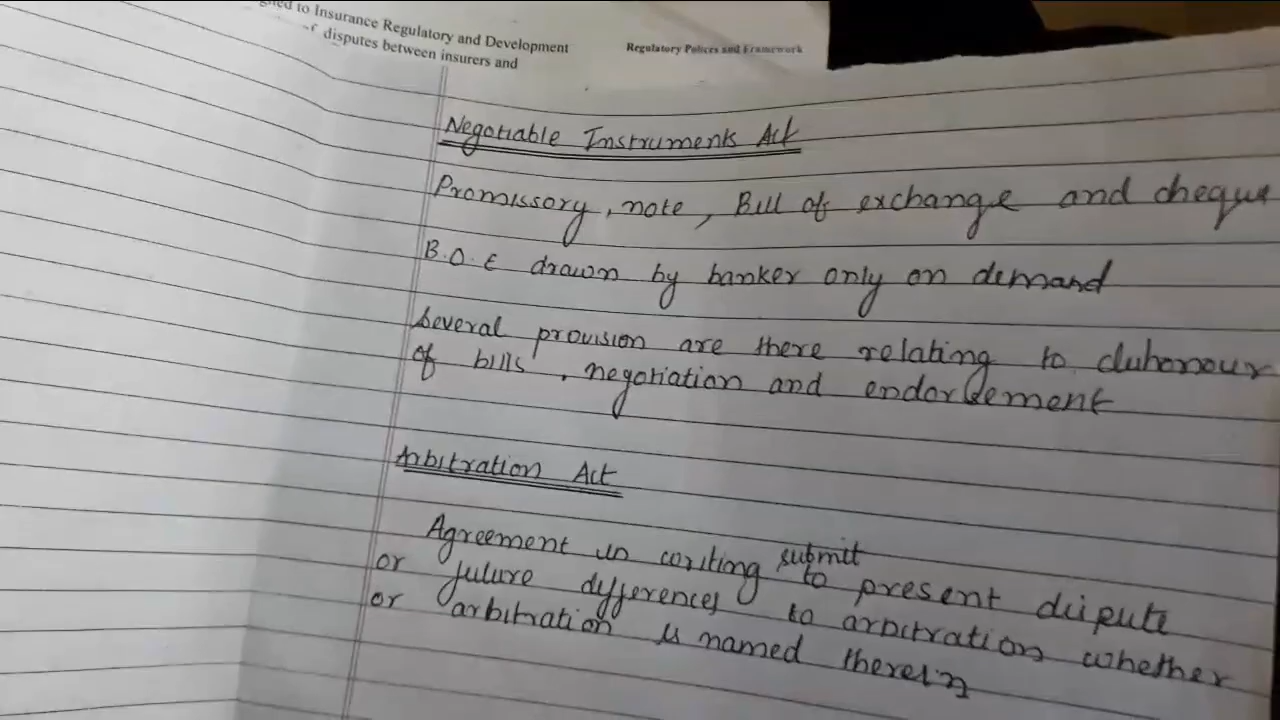 to Insurance Regulatory and Development
disputes between insurers and
Regulatory Polices and Framework
Negotiable Instruments Act
Promissory, note, Bill of exchange and cheque
B.O.E drawn by banker only on demand
Several provision are there relating to dishonour
of bills, negotiation and endorsement
Arbitration Act
Agreement in writing submit to present dispute
or future differences to arbitration whether
or arbitration is named therein